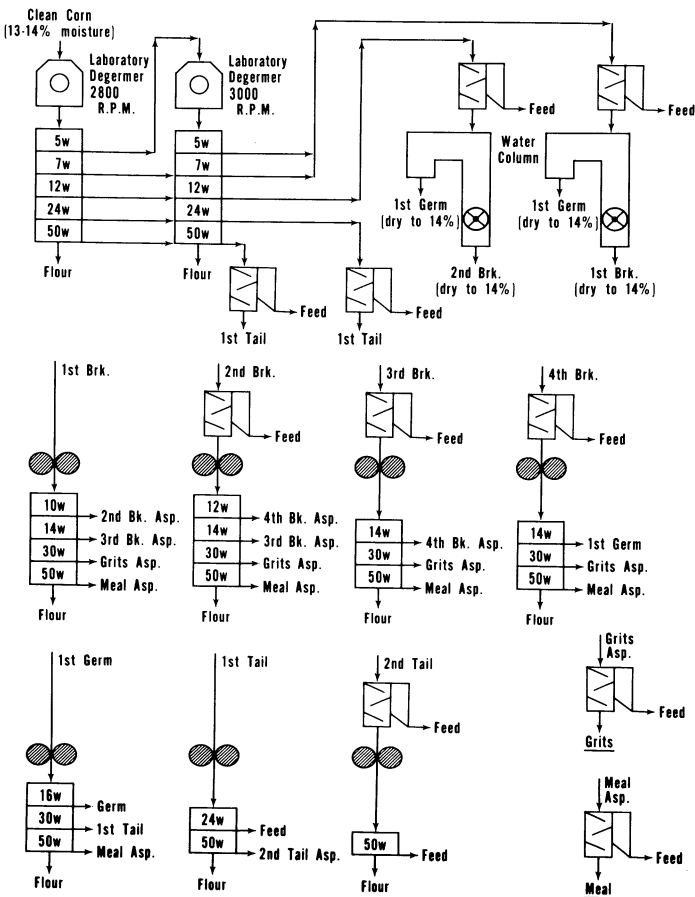 Clean Corn
(13-14% moisture)
Laboratory
Degermer
2800
R.P.M.
Laboratory
Degermer
3000
R.P.M.
5w
7w
12w
24w
50w
Flour
5w
7w
12w
24w
50w
Flour
Feed
Feed
Water
Column
1st Germ
(dry to 14%)
1st Germ
(dry to 14%)
2nd Brk.
(dry to 14%)
1st Brk.
(dry to 14%)
Feed
1st Tail
Feed
1st Tail
1st Brk.
10w
14w
30w
50w
2nd Bk. Asp.
3rd Bk. Asp.
Grits Asp.
Meal Asp.
Flour
2nd Brk.
Feed
12w
14w
30w
50w
4th Bk. Asp.
3rd Bk. Asp.
Grits Asp.
Meal Asp.
Flour
3rd Brk.
Feed
14w
30w
50w
4th Bk. Asp.
Grits Asp.
Meal Asp.
Flour
4th Brk.
Feed
14w
30w
50w
1st Germ
Grits Asp.
Meal Asp.
Flour
1st Germ
16w
30w
50w
Germ
1st Tail
Meal Asp.
Flour
1st Tail
24w
50w
Feed
2nd Tail Asp.
Flour
2nd Tail
Feed
50w
Feed
Flour
Grits
Asp.
Feed
Grits
Meal
Asp.
Feed
Meal